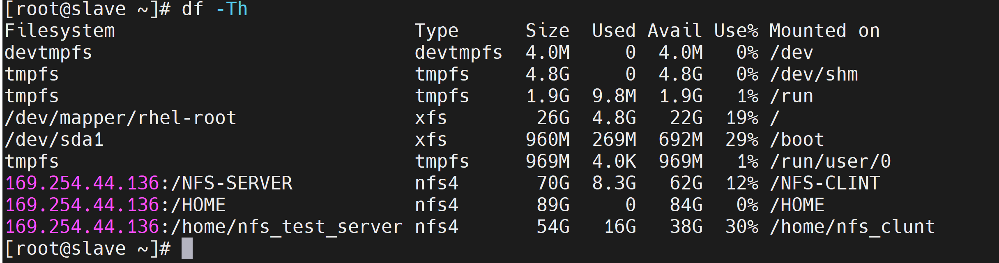 [root@slave ~]# df -Th
Filesystem Type Size Used Avail Use% Mounted on
devtmpfs devtmpfs 4.0M 0 4.0M 0% /dev
tmpfs tmpfs 4.8G 0 4.8G 0% /dev/shm
tmpfs tmpfs 1.9G 9.8M 1.9G 1% /run
/dev/mapper/rhel-root xfs 26G 4.8G 22G 19% /
/dev/sda1 xfs 960M 269M 692M 29% /boot
tmpfs tmpfs 969M 4.0K 969M 1% /run/user/0
169.254.44.136:/NFS-SERVER nfs4 70G 8.3G 62G 12% /NFS-CLINT
169.254.44.136:/HOME nfs4 89G 0 84G 0% /HOME
169.254.44.136:/home/nfs_test_server nfs4 54G 16G 38G 30% /home/nfs_clunt
[root@slave ~]#